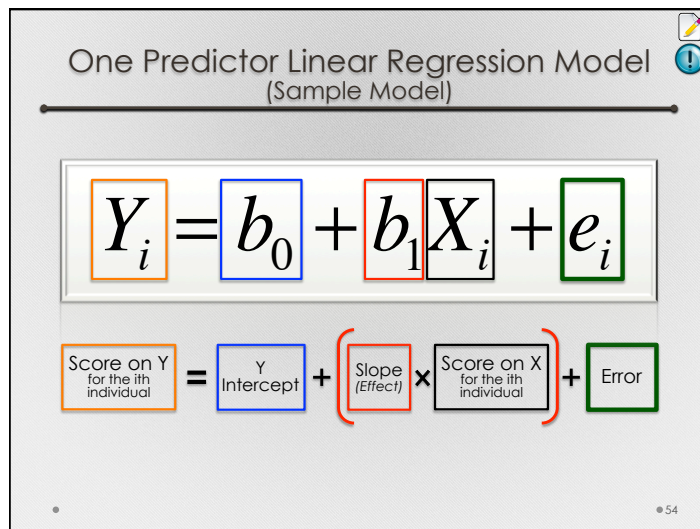 One Predictor Linear Regression Model
(Sample Model)
Yᵢ = b₀ + b₁Xᵢ + eᵢ
Score on Y for the ith individual = Y Intercept + (Slope (Effect) × Score on X for the ith individual) + Error
54